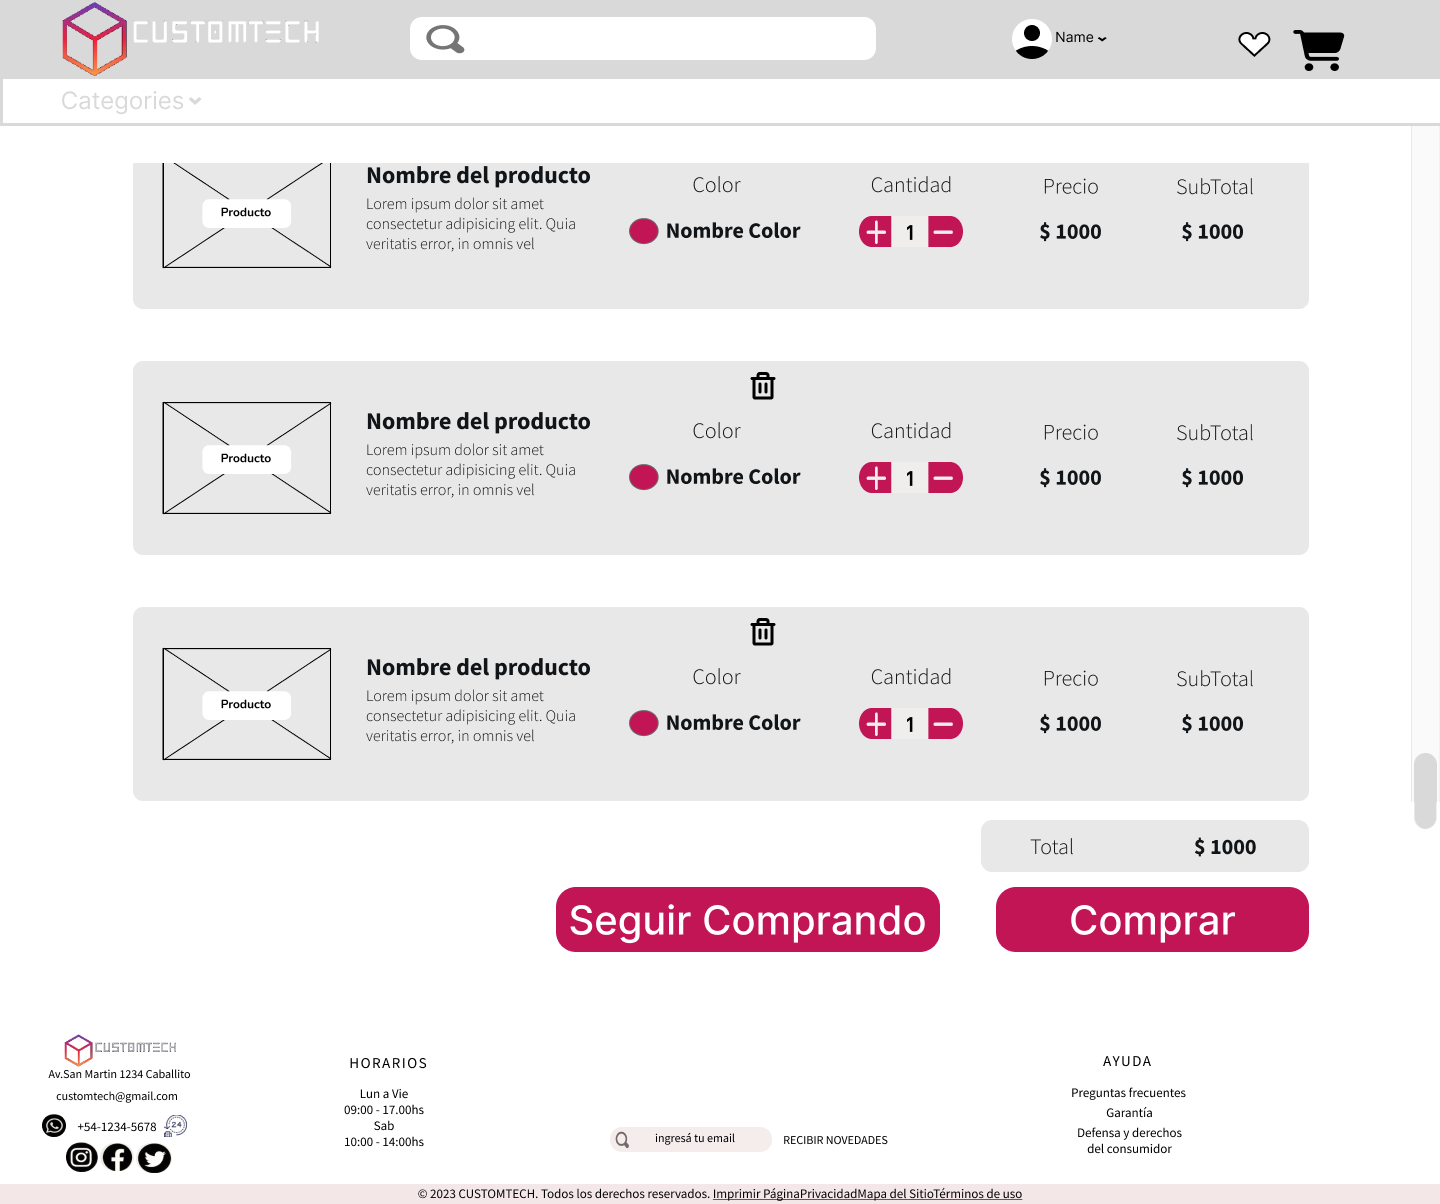 CUSTOMTECH
Name
Categories
Nombre del producto
Lorem ipsum dolor sit amet
consectetur adipisicing elit. Quia
veritatis error, in omnis vel
Producto
Color
Nombre Color
Cantidad
1
Precio
$ 1000
SubTotal
$ 1000
Nombre del producto
Lorem ipsum dolor sit amet
consectetur adipisicing elit. Quia
veritatis error, in omnis vel
Producto
Color
Nombre Color
Cantidad
1
Precio
$ 1000
SubTotal
$ 1000
Nombre del producto
Lorem ipsum dolor sit amet
consectetur adipisicing elit. Quia
veritatis error, in omnis vel
Producto
Color
Nombre Color
Cantidad
1
Precio
$ 1000
SubTotal
$ 1000
Total $ 1000
Seguir Comprando
Comprar
CUSTOMTECH
Av.San Martin 1234 Caballito
customtech@gmail.com
+54-1234-5678
24
HORARIOS
Lun a Vie
09:00 - 17.00hs
Sab
10:00 - 14:00hs
ingresá tu email
RECIBIR NOVEDADES
AYUDA
Preguntas frecuentes
Garantía
Defensa y derechos
del consumidor
© 2023 CUSTOMTECH. Todos los derechos reservados. Imprimir PáginaPrivacidadMapa del SitioTérminos de uso